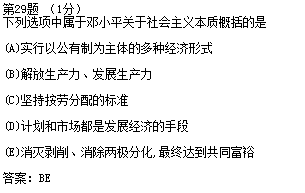 第29题 (1分)
下列选项中属于邓小平关于社会主义本质概括的是
(A)实行以公有制为主体的多种经济形式
(B)解放生产力、发展生产力
(C)坚持按劳分配的标准
(D)计划和市场都是发展经济的手段
(E)消灭剥削、消除两极分化,最终达到共同富裕
答案: BE